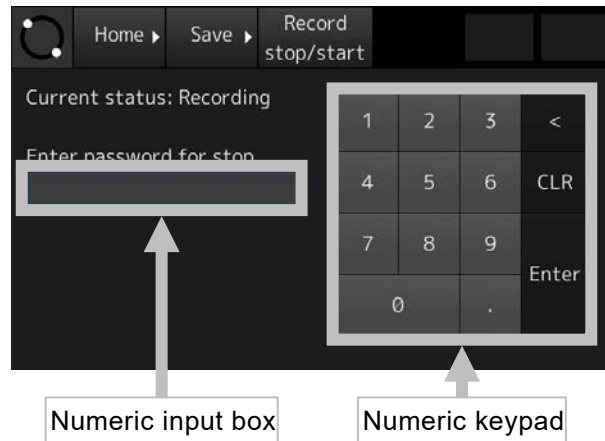 Home Save Record
stop/start
Current status: Recording
Enter password for stop
1 2 3 <
4 5 6 CLR
7 8 9
Enter
0 .
Numeric input box Numeric keypad